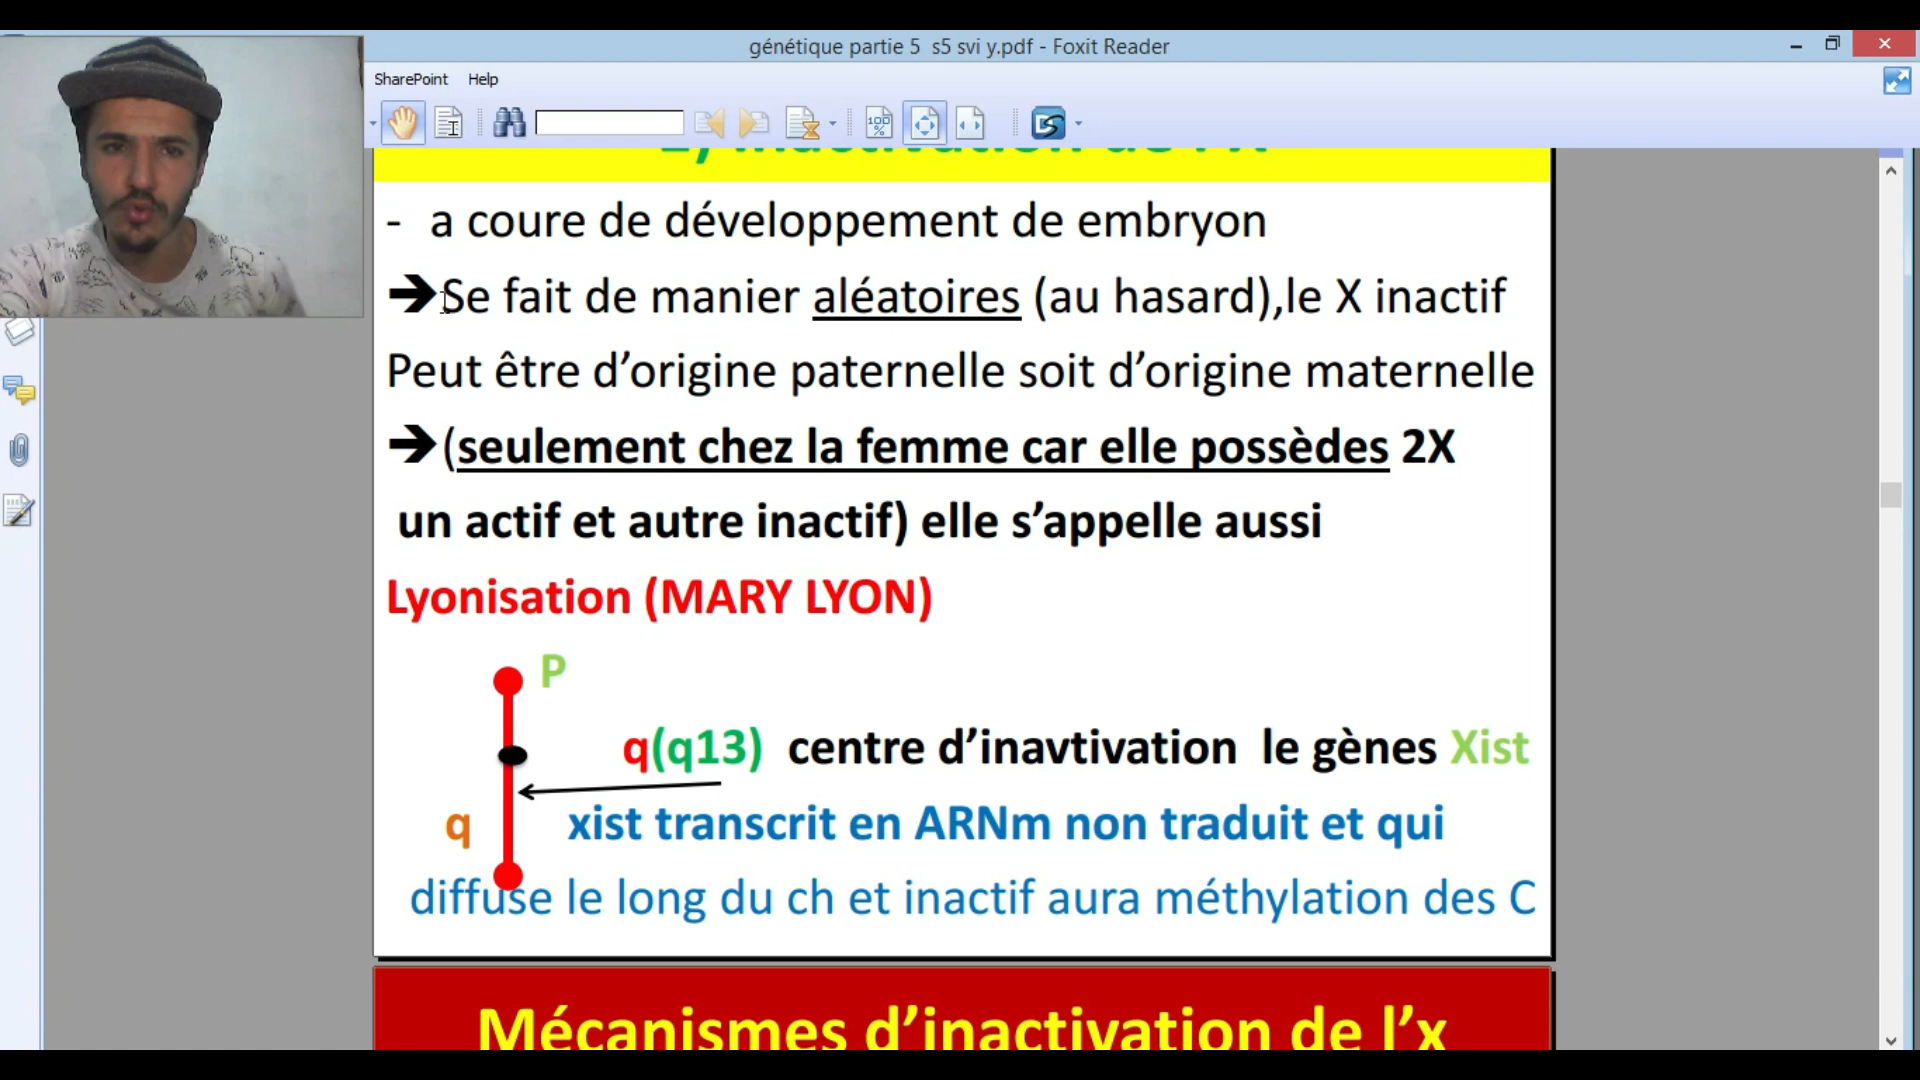 génétique partie 5 s5 svi y.pdf - Foxit Reader
SharePoint Help
- a coure de développement de embryon
➔Se fait de manier aléatoires (au hasard),le X inactif
Peut être d’origine paternelle soit d’origine maternelle
➔(seulement chez la femme car elle possèdes 2X
un actif et autre inactif) elle s’appelle aussi
Lyonisation (MARY LYON)
P
q(q13) centre d’inavtivation le gènes Xist
q xist transcrit en ARNm non traduit et qui
diffuse le long du ch et inactif aura méthylation des C
Mécanismes d’inactivation de l’x